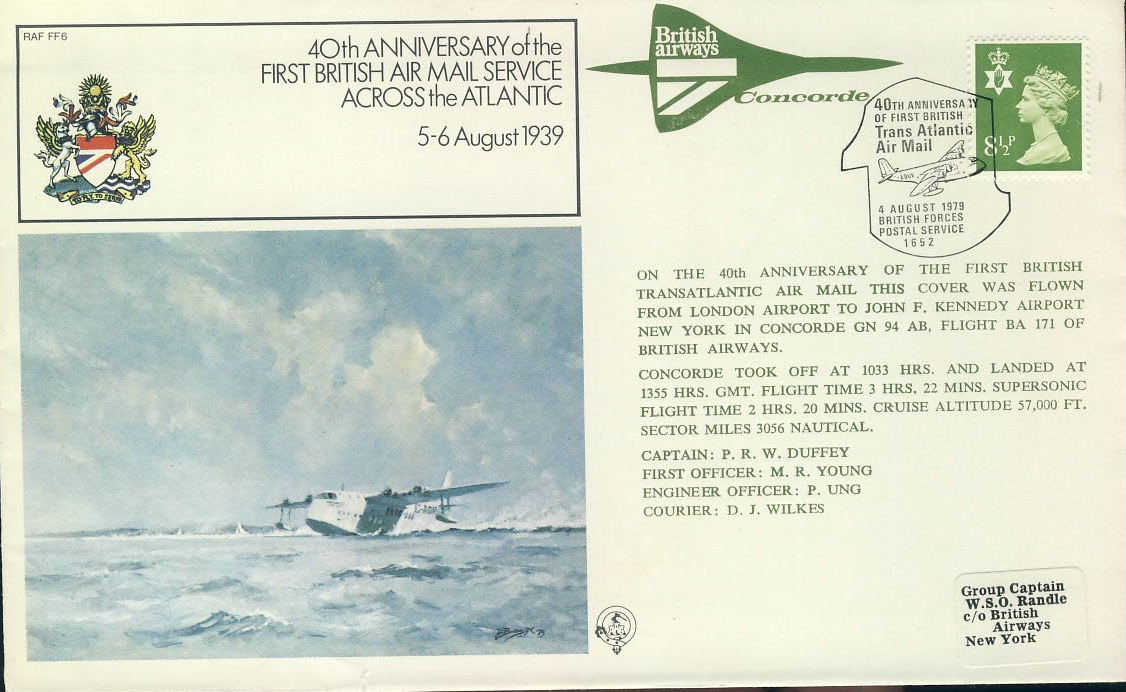 RAF FF6
40th ANNIVERSARY of the
FIRST BRITISH AIR MAIL SERVICE
ACROSS the ATLANTIC
5-6 August 1939
TO FLY TO SERVE
British
airways
Concorde
40TH ANNIVERSARY
OF FIRST BRITISH
Trans Atlantic
Air Mail
4 AUGUST 1979
BRITISH FORCES
POSTAL SERVICE
1652
8½P
ON THE 40th ANNIVERSARY OF THE FIRST BRITISH
TRANSATLANTIC AIR MAIL THIS COVER WAS FLOWN
FROM LONDON AIRPORT TO JOHN F. KENNEDY AIRPORT
NEW YORK IN CONCORDE GN 94 AB, FLIGHT BA 171 OF
BRITISH AIRWAYS.
CONCORDE TOOK OFF AT 1033 HRS. AND LANDED AT
1355 HRS. GMT. FLIGHT TIME 3 HRS. 22 MINS. SUPERSONIC
FLIGHT TIME 2 HRS. 20 MINS. CRUISE ALTITUDE 57,000 FT.
SECTOR MILES 3056 NAUTICAL.
CAPTAIN: P. R. W. DUFFEY
FIRST OFFICER: M. R. YOUNG
ENGINEER OFFICER: P. UNG
COURIER: D. J. WILKES
Group Captain
W.S.O. Randle
c/o British
Airways
New York